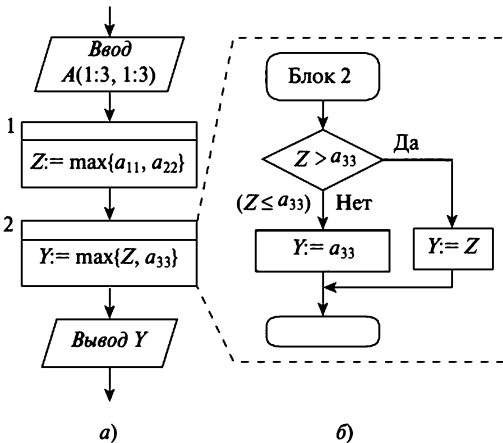 Ввод
A(1:3, 1:3)
1
Z:= max{a11, a22}
2
Y:= max{Z, a33}
Вывод Y
а)
Блок 2
Z > a33
Да
(Z ≤ a33) Нет
Y:= a33
Y:= Z
б)